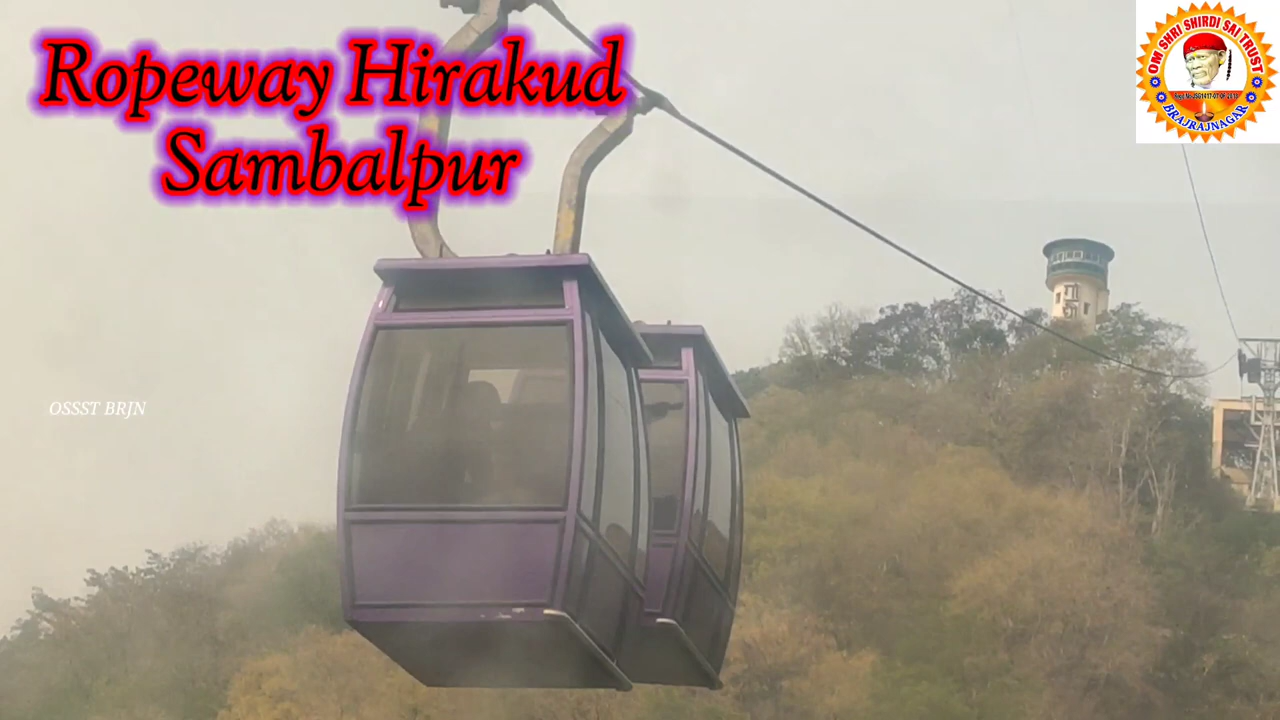 Ropeway Hirakud
Sambalpur
OM SHRI SHIRDI SAI TRUST
BRAJRAJNAGAR
OSSST BRJN